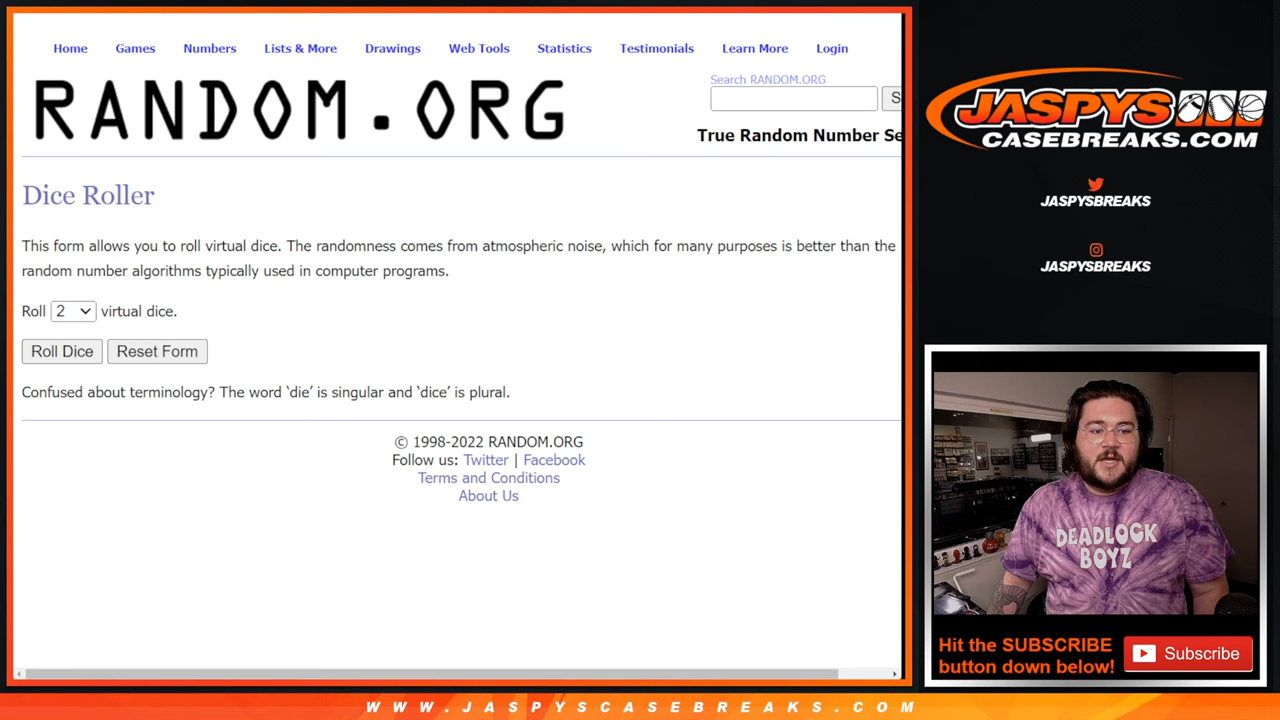 Home Games Numbers Lists & More Drawings Web Tools Statistics Testimonials Learn More Login
Search RANDOM.ORG
RANDOM.ORG
S
True Random Number Se
Dice Roller
This form allows you to roll virtual dice. The randomness comes from atmospheric noise, which for many purposes is better than the
random number algorithms typically used in computer programs.
Roll 2 virtual dice.
Roll Dice Reset Form
Confused about terminology? The word ‘die’ is singular and ‘dice’ is plural.
© 1998-2022 RANDOM.ORG
Follow us: Twitter | Facebook
Terms and Conditions
About Us
JASPYS
CASEBREAKS.COM
JASPYSBREAKS
JASPYSBREAKS
DEADLOCK
BOYZ
Hit the SUBSCRIBE
button down below!
Subscribe
WWW.JASPYSCASEBREAKS.COM